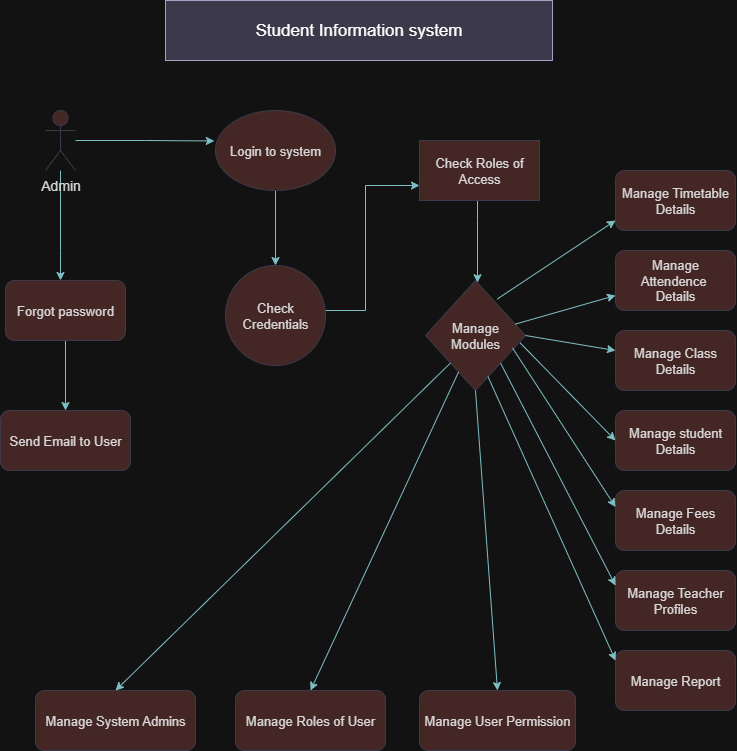 Student Information system
Admin
Login to system
Check Roles of
Access
Manage Timetable
Details
Manage
Attendence
Details
Forgot password
Check
Credentials
Manage
Modules
Manage Class
Details
Send Email to User
Manage student
Details
Manage Fees
Details
Manage Teacher
Profiles
Manage Report
Manage System Admins
Manage Roles of User
Manage User Permission